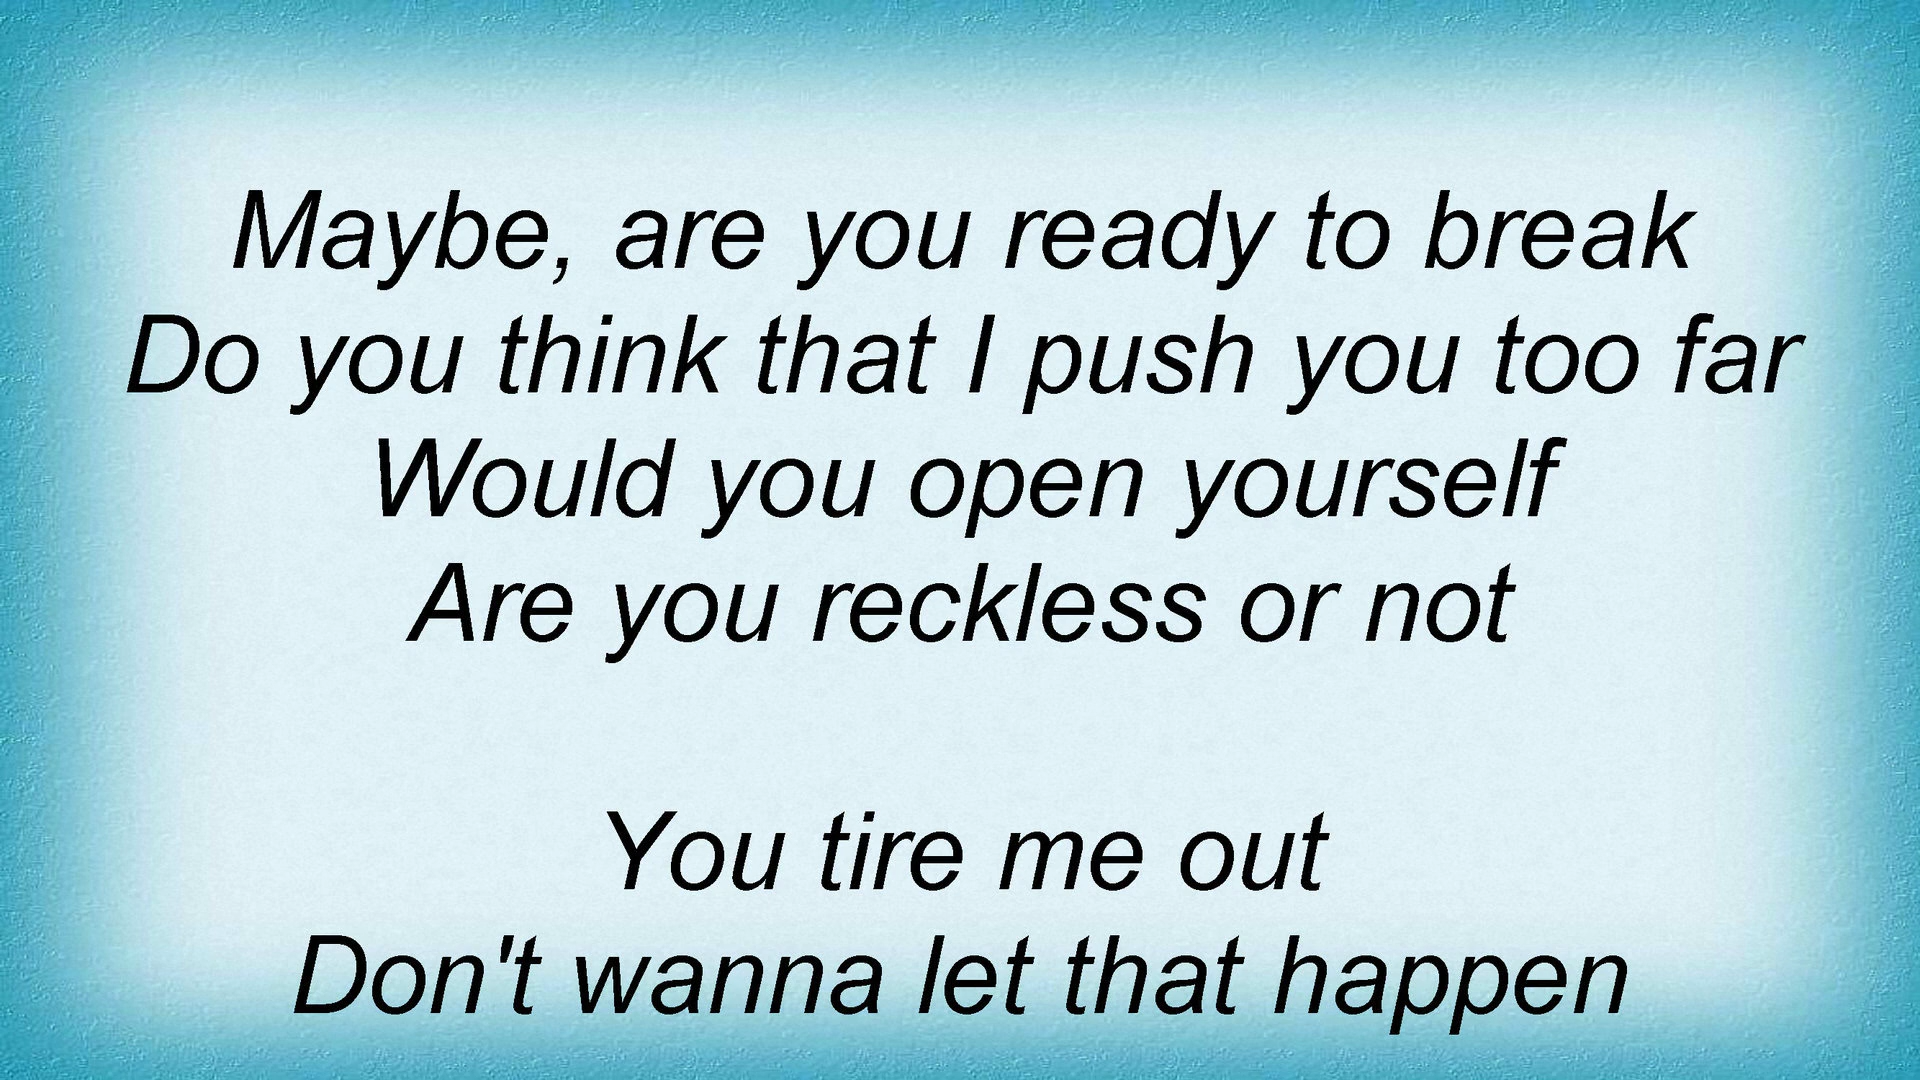 Maybe, are you ready to break
Do you think that I push you too far
Would you open yourself
Are you reckless or not
You tire me out
Don't wanna let that happen